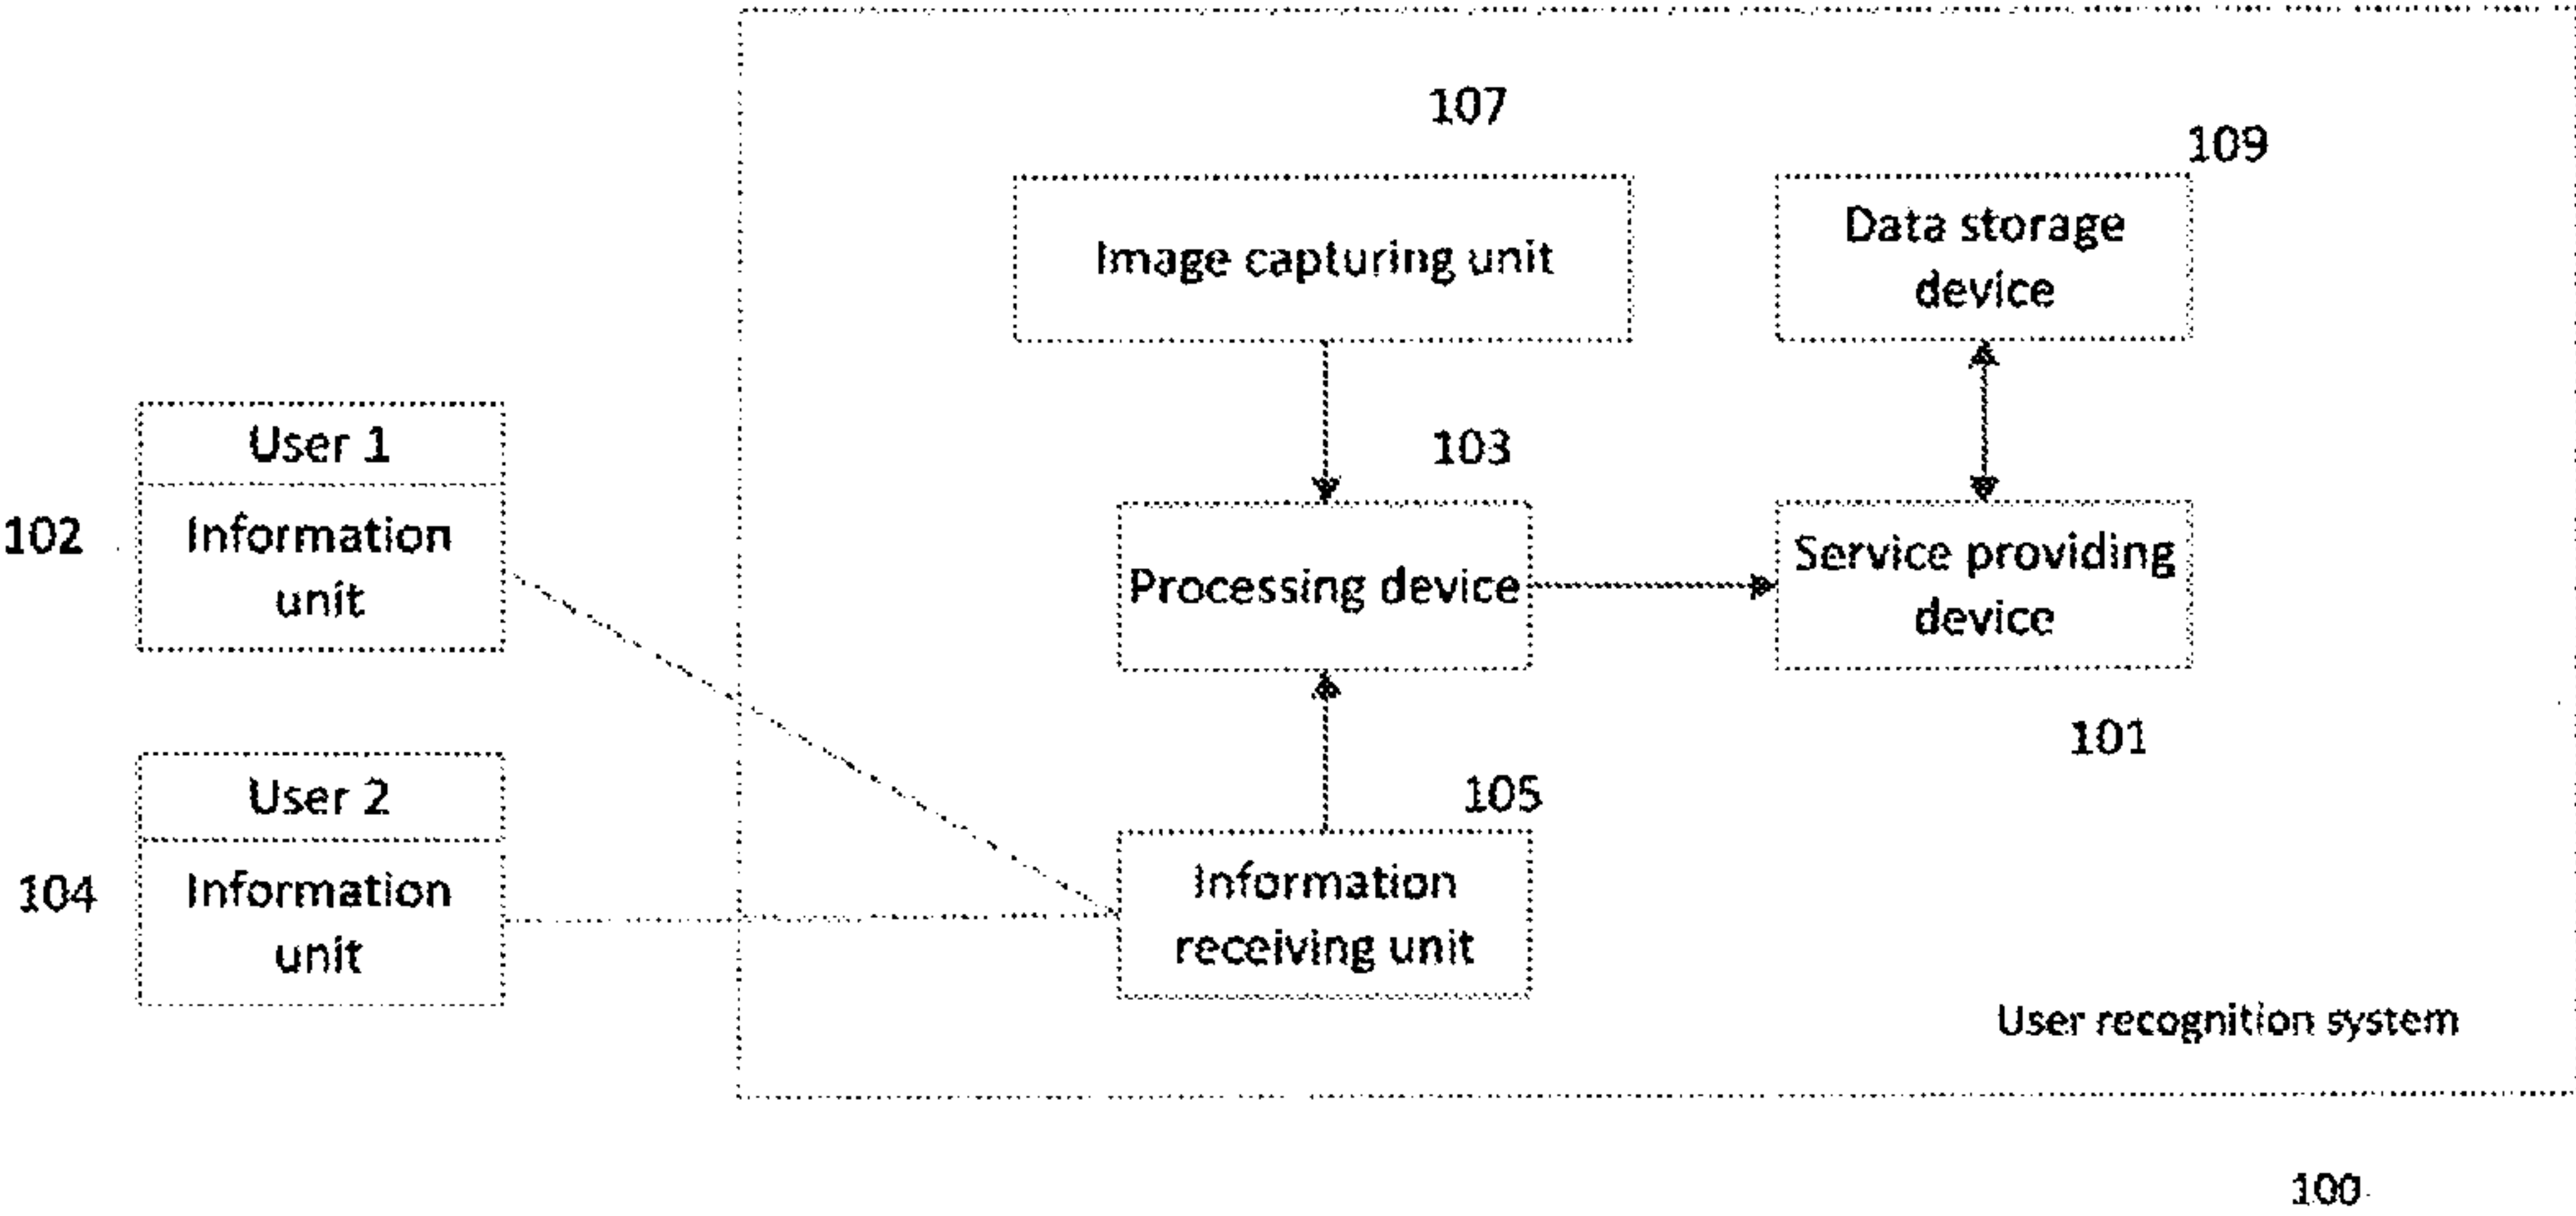 107
109
Image capturing unit
Data storage
device
User 1
102
Information
unit
103
Processing device
Service providing
device
101
User 2
104
Information
unit
105
Information
receiving unit
User recognition system
100